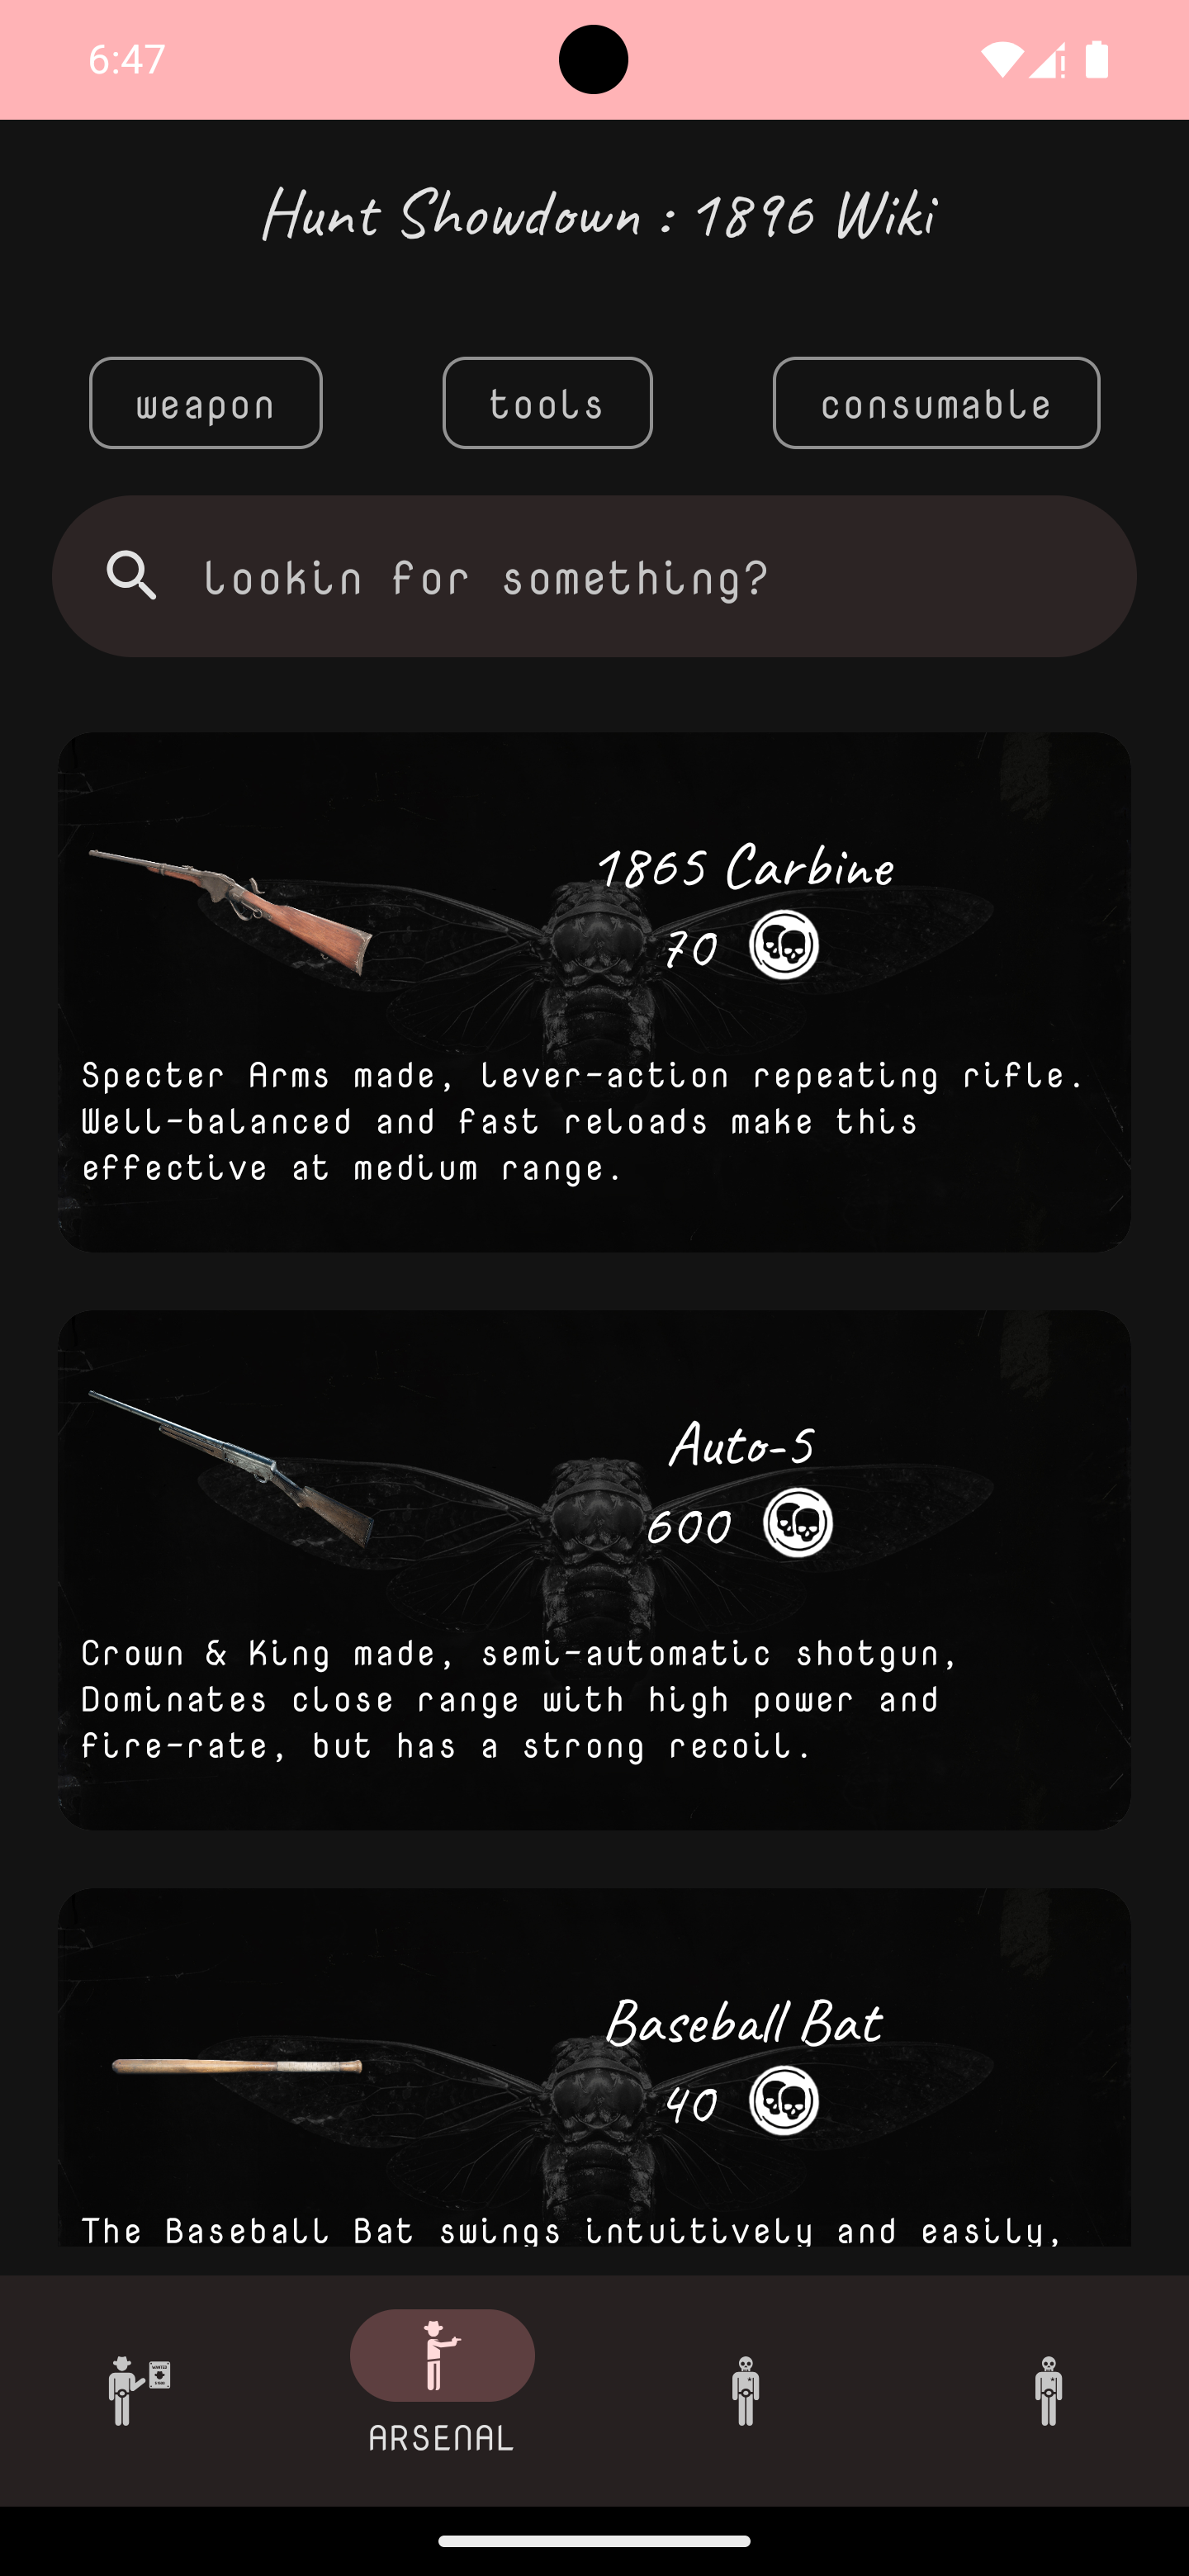 6:47
Hunt Showdown : 1896 Wiki
weapon
tools
consumable
lookin for something?
1865 Carbine
70
Specter Arms made, lever-action repeating rifle.
Well-balanced and fast reloads make this
effective at medium range.
Auto-5
600
Crown & King made, semi-automatic shotgun,
Dominates close range with high power and
fire-rate, but has a strong recoil.
Baseball Bat
40
The Baseball Bat swings intuitively and easily,
WANTED
ARSENAL